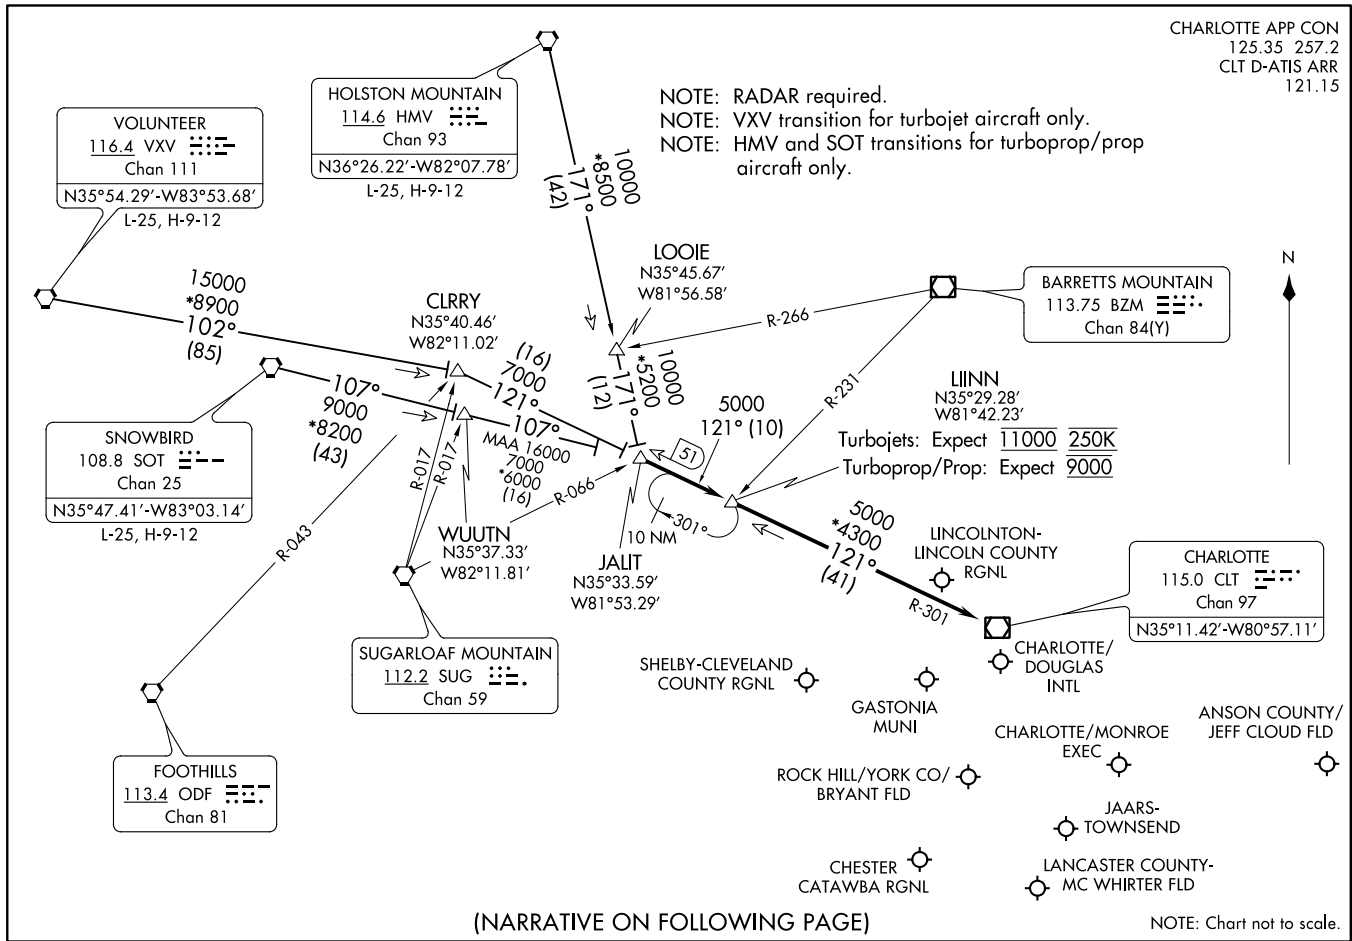 CHARLOTTE APP CON
125.35 257.2
CLT D-ATIS ARR
121.15
NOTE: RADAR required.
NOTE: VXV transition for turbojet aircraft only.
NOTE: HMV and SOT transitions for turboprop/prop
aircraft only.
HOLSTON MOUNTAIN
114.6 HMV
Chan 93
N36°26.22′-W82°07.78′
L-25, H-9-12
VOLUNTEER
116.4 VXV
Chan 111
N35°54.29′-W83°53.68′
L-25, H-9-12
10000
*8500
171°
(42)
LOOIE
N35°45.67′
W81°56.58′
N
BARRETTS MOUNTAIN
113.75 BZM
Chan 84(Y)
R-266
R-231
15000
*8900
102°
(85)
CLRRY
N35°40.46′
W82°11.02′
(16)
7000
121°
10000
*5200
171°
(12)
LIINN
N35°29.28′
W81°42.23′
Turbojets: Expect 11000 250K
Turboprop/Prop: Expect 9000
5000
121° (10)
51
107°
9000
*8200
(43)
107°
MAA 16000
7000
*6000
(16)
SNOWBIRD
108.8 SOT
Chan 25
N35°47.41′-W83°03.14′
L-25, H-9-12
R-017
R-017
R-066
R-043
WUUTN
N35°37.33′
W82°11.81′
301°
10 NM
JALIT
N35°33.59′
W81°53.29′
5000
*4300
121°
(41)
R-301
LINCOLNTON-
LINCOLN COUNTY
RGNL
CHARLOTTE
115.0 CLT
Chan 97
N35°11.42′-W80°57.11′
SUGARLOAF MOUNTAIN
112.2 SUG
Chan 59
SHELBY-CLEVELAND
COUNTY RGNL
CHARLOTTE/
DOUGLAS
INTL
GASTONIA
MUNI
CHARLOTTE/MONROE
EXEC
ANSON COUNTY/
JEFF CLOUD FLD
FOOTHILLS
113.4 ODF
Chan 81
ROCK HILL/YORK CO/
BRYANT FLD
JAARS-
TOWNSEND
CHESTER
CATAWBA RGNL
LANCASTER COUNTY-
MC WHIRTER FLD
(NARRATIVE ON FOLLOWING PAGE)
NOTE: Chart not to scale.